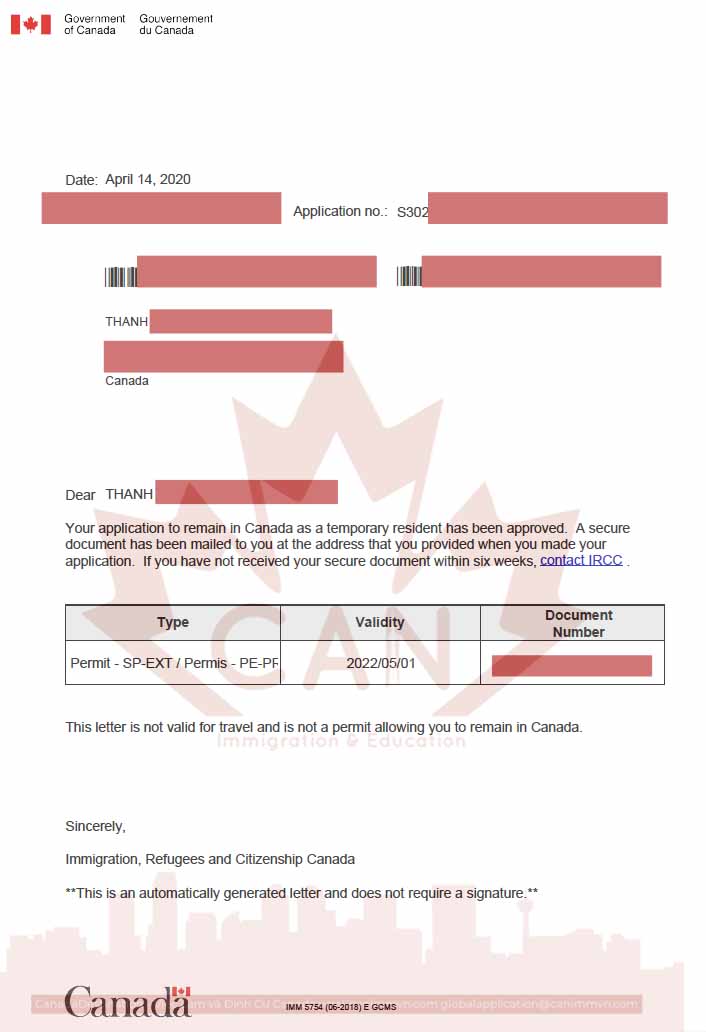 Government Gouvernement
of Canada du Canada
Date: April 14, 2020
Application no.: S302
THANH
Canada
Dear THANH
Your application to remain in Canada as a temporary resident has been approved. A secure
document has been mailed to you at the address that you provided when you made your
application. If you have not received your secure document within six weeks, contact IRCC .
Type Validity Document
Number
Permit - SP-EXT / Permis - PE-PR 2022/05/01
CAN
This letter is not valid for travel and is not a permit allowing you to remain in Canada.
Immigration & Education
Sincerely,
Immigration, Refugees and Citizenship Canada
**This is an automatically generated letter and does not require a signature.**
Canada
IMM 5754 (06-2018) E GCMS
globalapplication@canimmvn.com